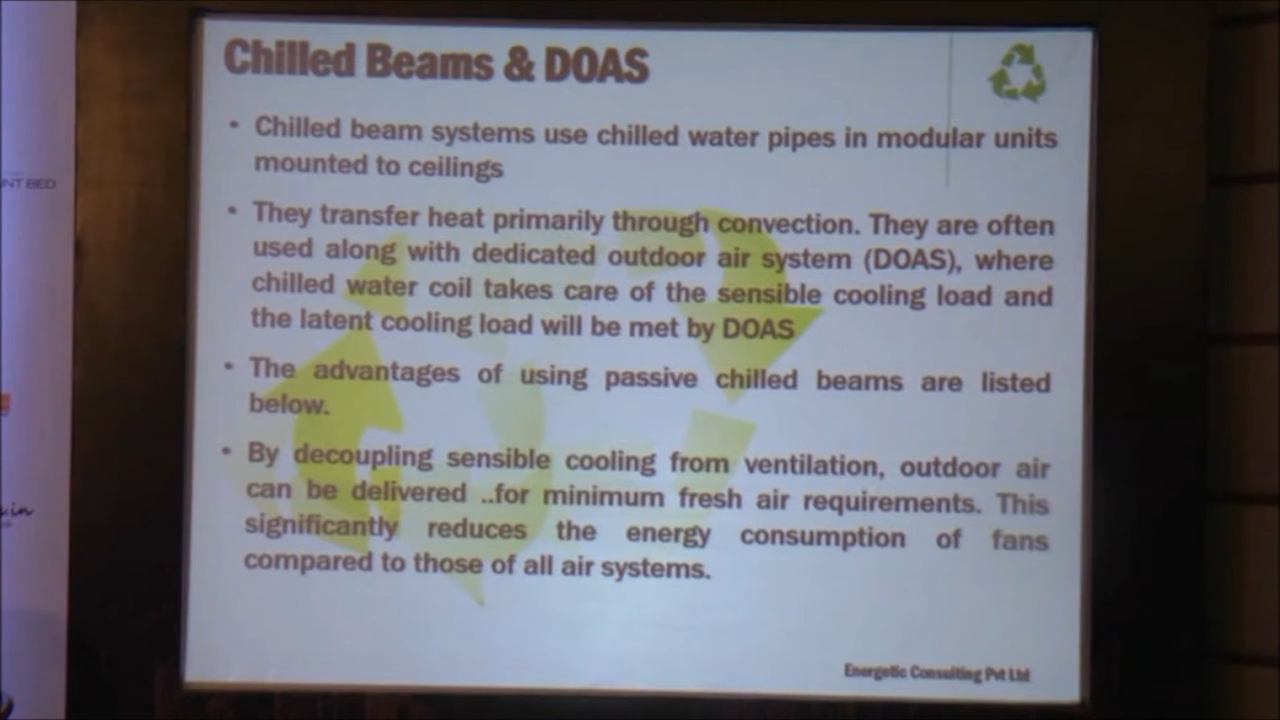 Chilled Beams & DOAS
• Chilled beam systems use chilled water pipes in modular units
mounted to ceilings
• They transfer heat primarily through convection. They are often
used along with dedicated outdoor air system (DOAS), where
chilled water coil takes care of the sensible cooling load and
the latent cooling load will be met by DOAS
• The advantages of using passive chilled beams are listed
below.
• By decoupling sensible cooling from ventilation, outdoor air
can be delivered ..for minimum fresh air requirements. This
significantly reduces the energy consumption of fans
compared to those of all air systems.
Energetic Consulting Pvt Ltd
NT BED